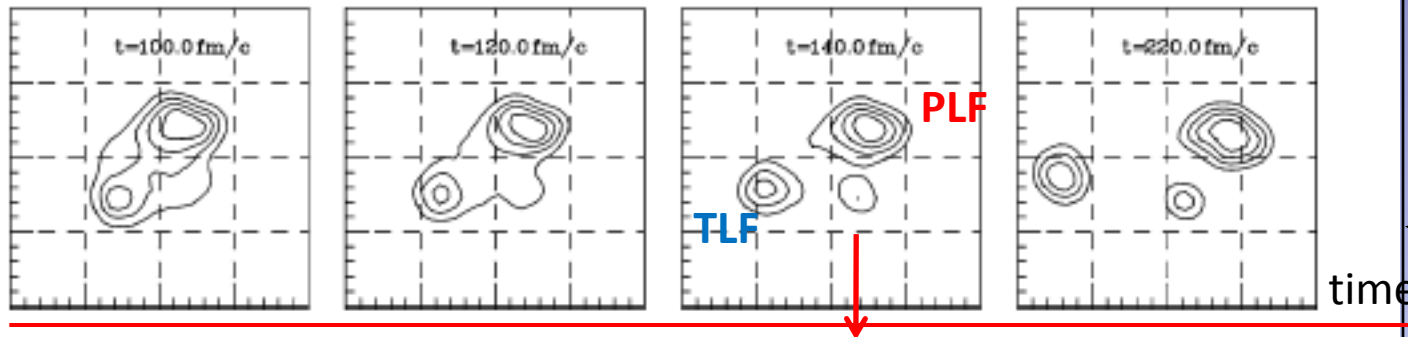 t=100.0 fm/c
t=120.0 fm/c
t=140.0 fm/c
t=220.0 fm/c
PLF
TLF
time